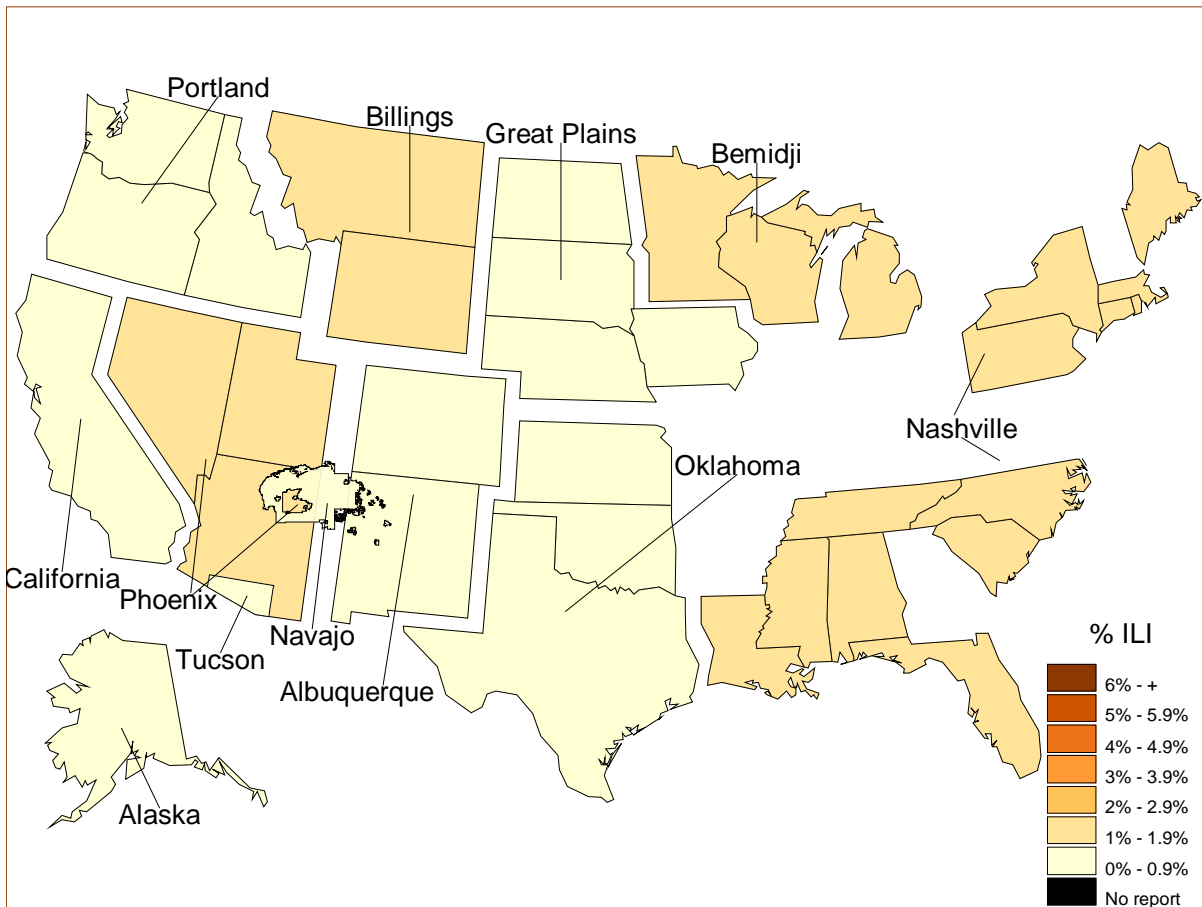 Portland
Billings
Great Plains
Bemidji
Nashville
Oklahoma
California
Phoenix
Navajo
Tucson
Albuquerque
Alaska
% ILI
6% - +
5% - 5.9%
4% - 4.9%
3% - 3.9%
2% - 2.9%
1% - 1.9%
0% - 0.9%
No report